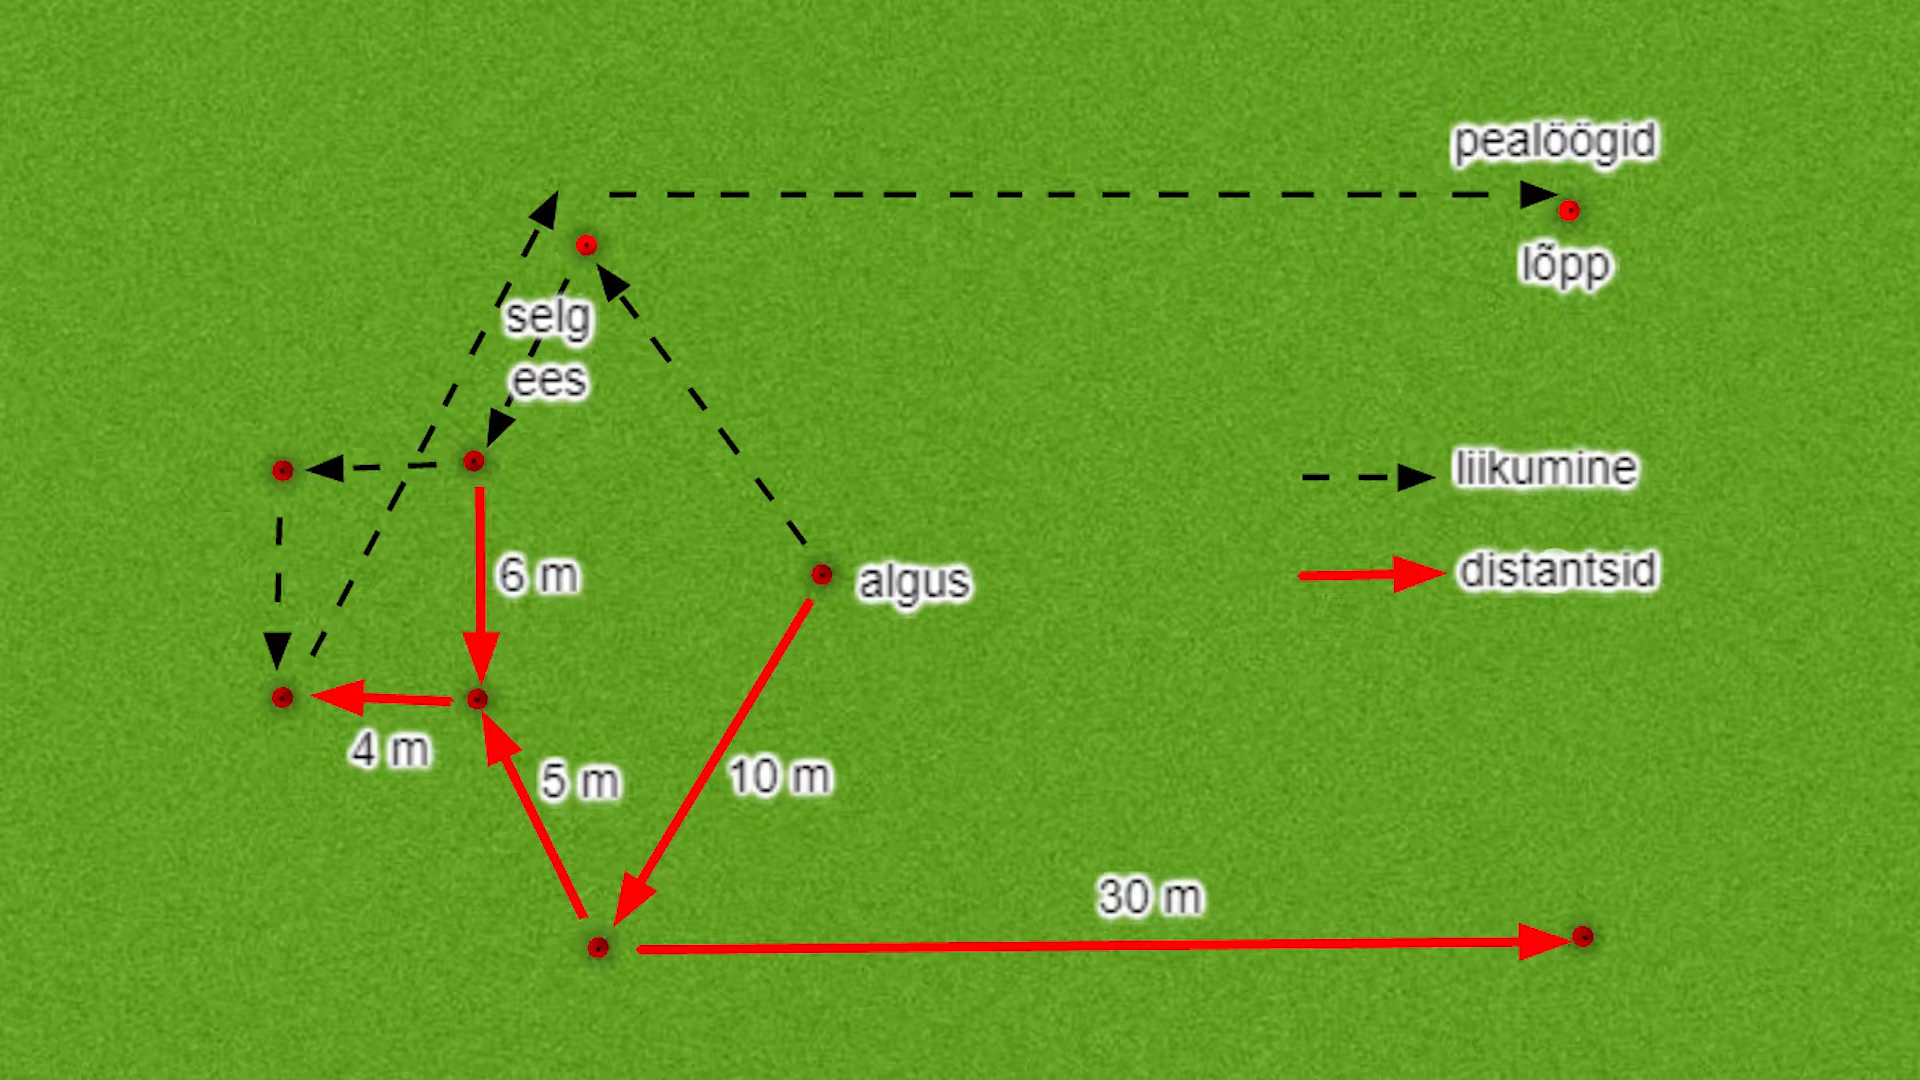 pealöögid
lõpp
selg
ees
liikumine
6 m
algus
distantsid
4 m
5 m
10 m
30 m